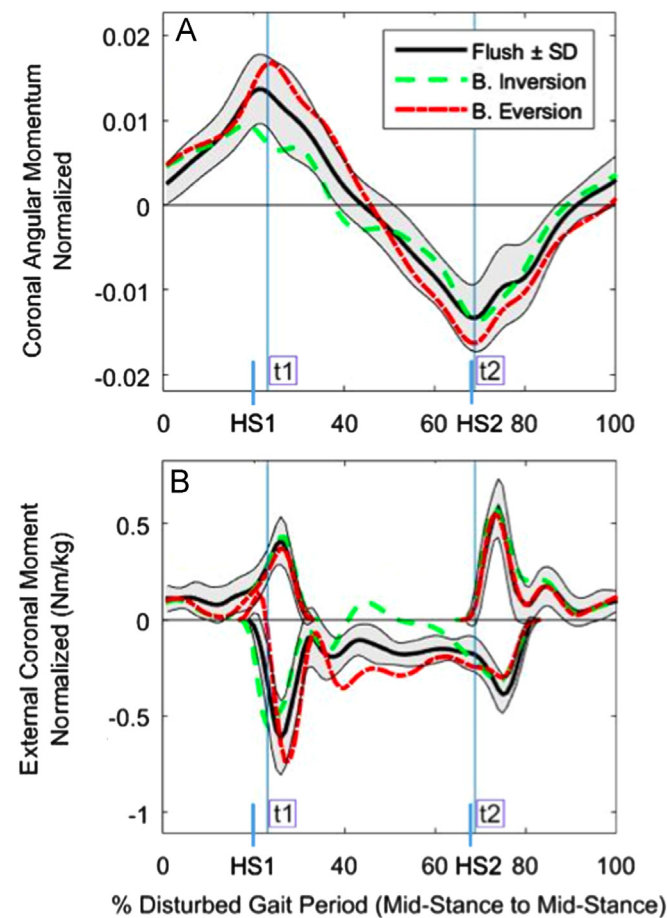 A
0.02
0.01
0
-0.01
-0.02
Coronal Angular Momentum
Normalized
Flush ± SD
B. Inversion
B. Eversion
t1
t2
0 HS1 40 60 HS2 80 100
B
0.5
0
-0.5
-1
External Coronal Moment
Normalized (Nm/kg)
t1
t2
0 HS1 40 60 HS2 80 100
% Disturbed Gait Period (Mid-Stance to Mid-Stance)